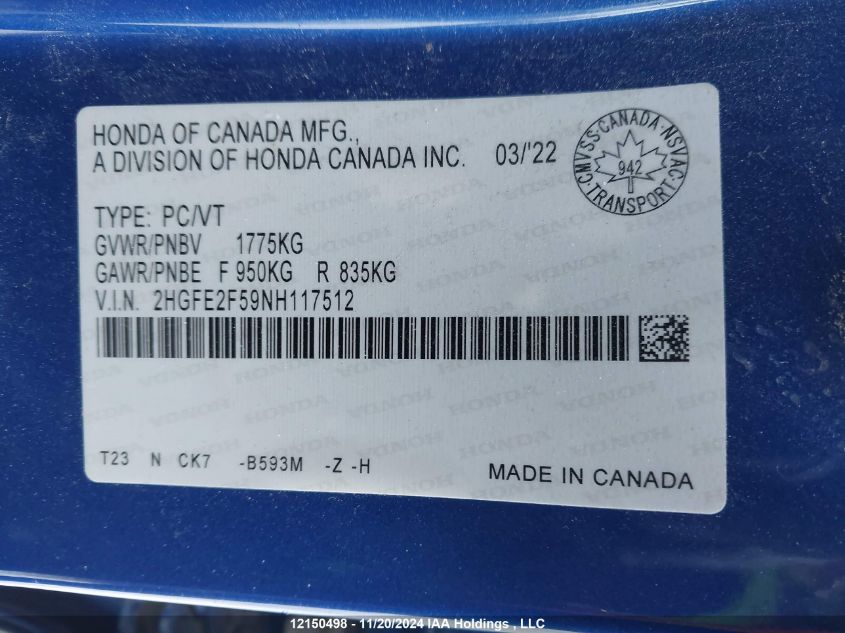 HONDA OF CANADA MFG.,
A DIVISION OF HONDA CANADA INC. 03/'22
CMVSS·CANADA·NSVAC·TRANSPORT·
942
TYPE: PC/VT
GVWR/PNBV 1775KG
GAWR/PNBE F 950KG R 835KG
V.I.N. 2HGFE2F59NH117512
T23 N CK7 -B593M -Z -H
MADE IN CANADA
12150498 - 11/20/2024 IAA Holdings , LLC